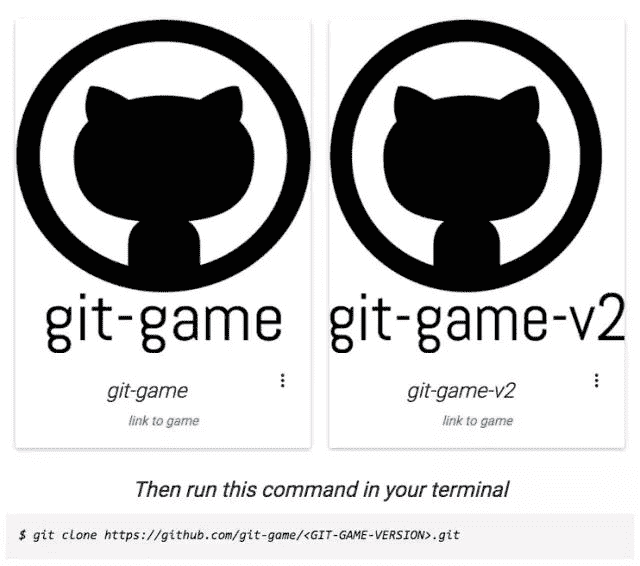 git-game
git-game-v2
git-game
link to game
git-game-v2
link to game
Then run this command in your terminal
$ git clone https://github.com/git-game/<GIT-GAME-VERSION>.git